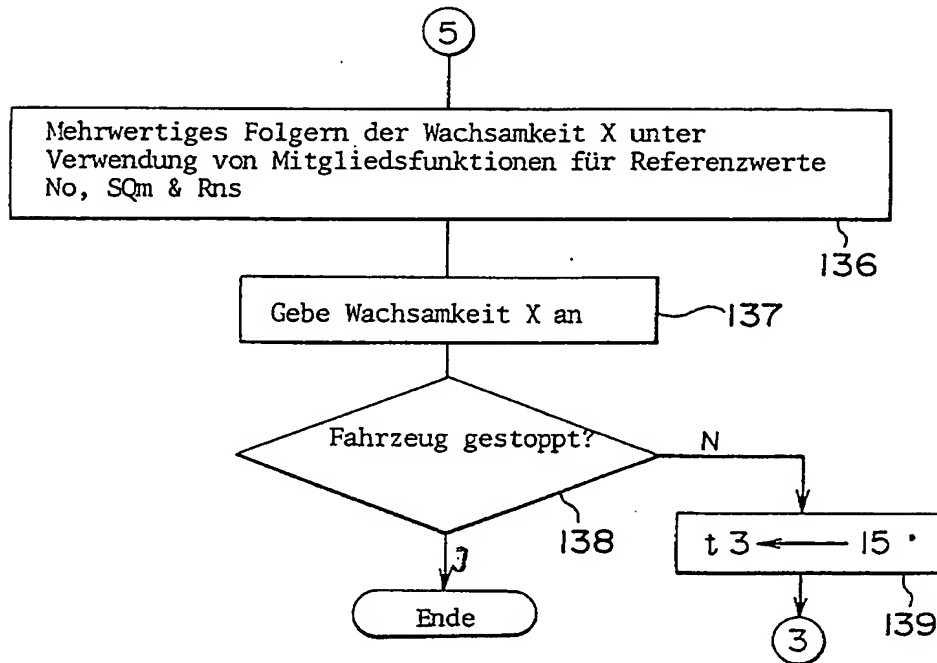 5
Mehrwertiges Folgern der Wachsamkeit X unter
Verwendung von Mitgliedsfunktionen für Referenzwerte
No, SQm & Rns
136
Gebe Wachsamkeit X an
137
Fahrzeug gestoppt?
N
138
t 3 ← 15
139
J
Ende
3